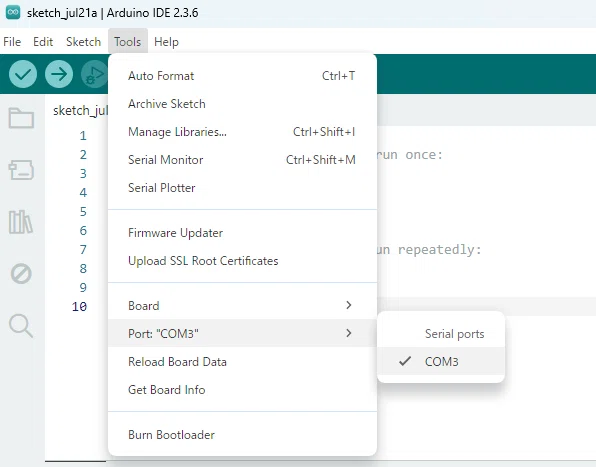 sketch_jul21a | Arduino IDE 2.3.6
File Edit Sketch Tools Help
sketch_jul
Auto Format Ctrl+T
Archive Sketch
Manage Libraries... Ctrl+Shift+I
Serial Monitor Ctrl+Shift+M
Serial Plotter
Firmware Updater
Upload SSL Root Certificates
Board
Port: "COM3"
Reload Board Data
Get Board Info
Burn Bootloader
Serial ports
COM3
1
2 run once:
3
4
5
6
7 un repeatedly:
8
9
10